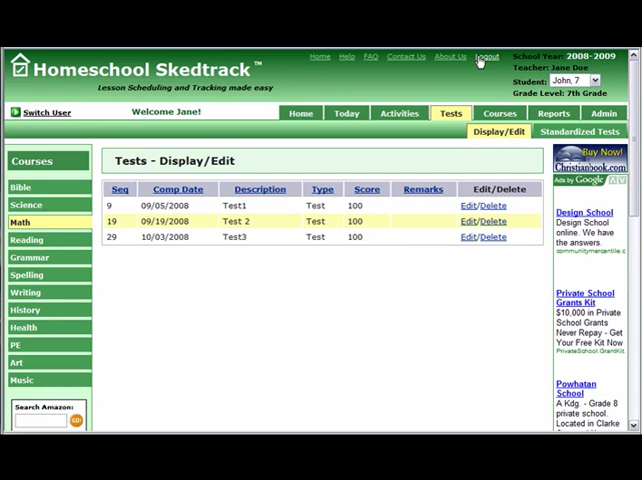 Home Help FAQ Contact Us About Us Logout
School Year: 2008-2009
Teacher: Jane Doe
Student: John, 7
Grade Level: 7th Grade
Homeschool Skedtrack ™
Lesson Scheduling and Tracking made easy
Switch User Welcome Jane!
Home Today Activities Tests Courses Reports Admin
Display/Edit Standardized Tests
Courses
Bible
Science
Math
Reading
Grammar
Spelling
Writing
History
Health
PE
Art
Music
Search Amazon:
GO!
Tests - Display/Edit
Seq Comp Date Description Type Score Remarks Edit/Delete
9 09/05/2008 Test1 Test 100 Edit/Delete
19 09/19/2008 Test 2 Test 100 Edit/Delete
29 10/03/2008 Test3 Test 100 Edit/Delete
Buy Now!
Christianbook.com
Ads by Google
Design School
Design School
online. We have
the answers.
communitymercantile.c
Private School
Grants Kit
$10,000 in Private
School Grants
Never Repay - Get
Your Free Kit Now
PrivateSchool.GrantKit.
Powhatan
School
A Kdg. - Grade 8
private school.
Located in Clarke